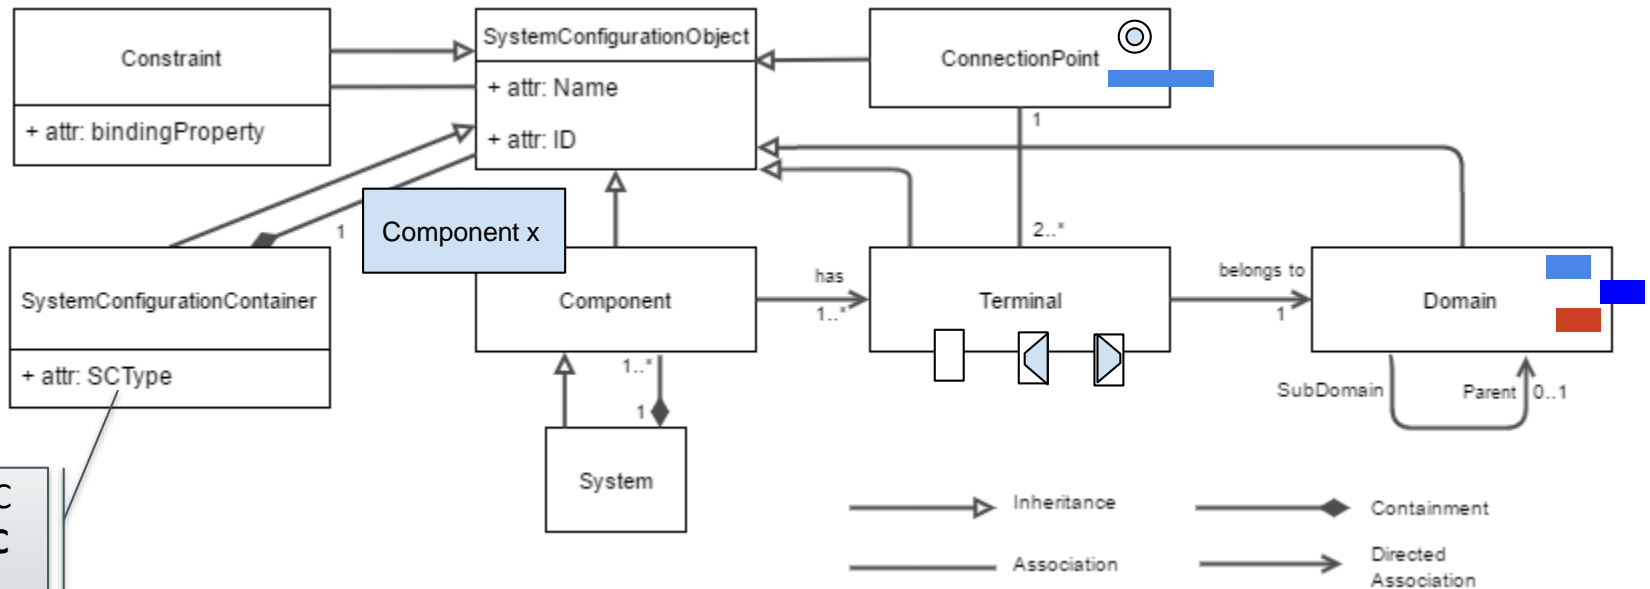 Constraint
+ attr: bindingProperty
SystemConfigurationObject
+ attr: Name
+ attr: ID
ConnectionPoint
1
2..*
1
Component x
SystemConfigurationContainer
+ attr: SCType
Component
has
1..*
Terminal
belongs to
1
Domain
SubDomain
Parent
0..1
1..*
1
System
C
C
Inheritance
Containment
Association
Directed
Association